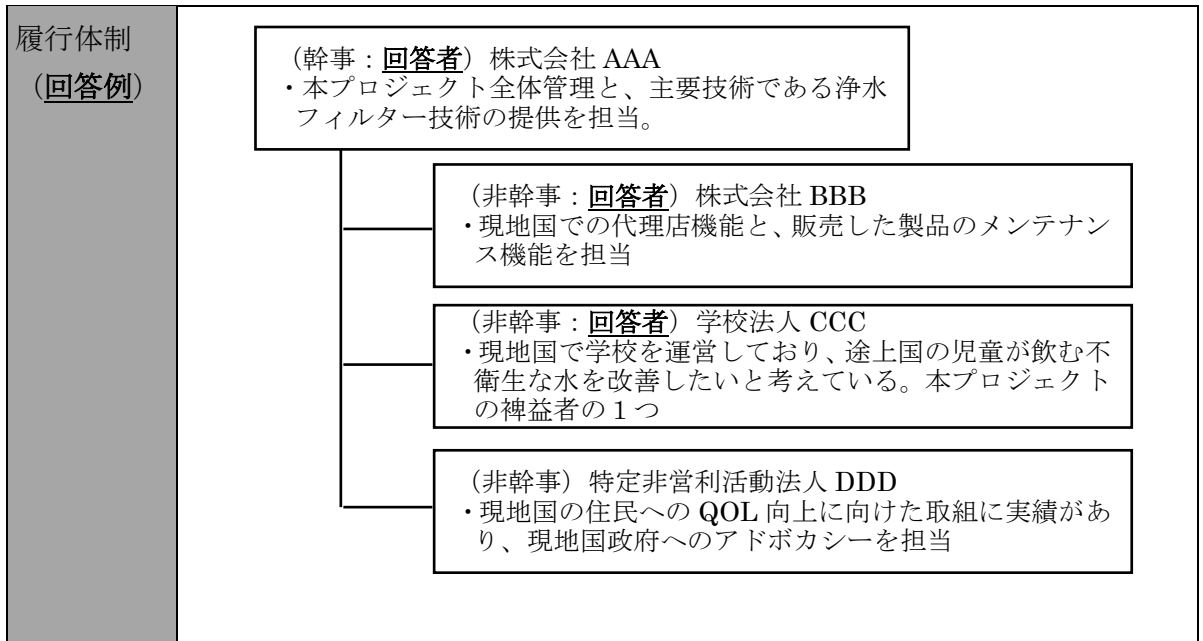 履行体制
（回答例）
（幹事：回答者）株式会社 AAA
・本プロジェクト全体管理と、主要技術である浄水
フィルター技術の提供を担当。
（非幹事：回答者）株式会社 BBB
・現地国での代理店機能と、販売した製品のメンテナン
ス機能を担当
（非幹事：回答者）学校法人 CCC
・現地国で学校を運営しており、途上国の児童が飲む不
衛生な水を改善したいと考えている。本プロジェクト
の裨益者の１つ
（非幹事）特定非営利活動法人 DDD
・現地国の住民への QOL 向上に向けた取組に実績があ
り、現地国政府へのアドボカシーを担当